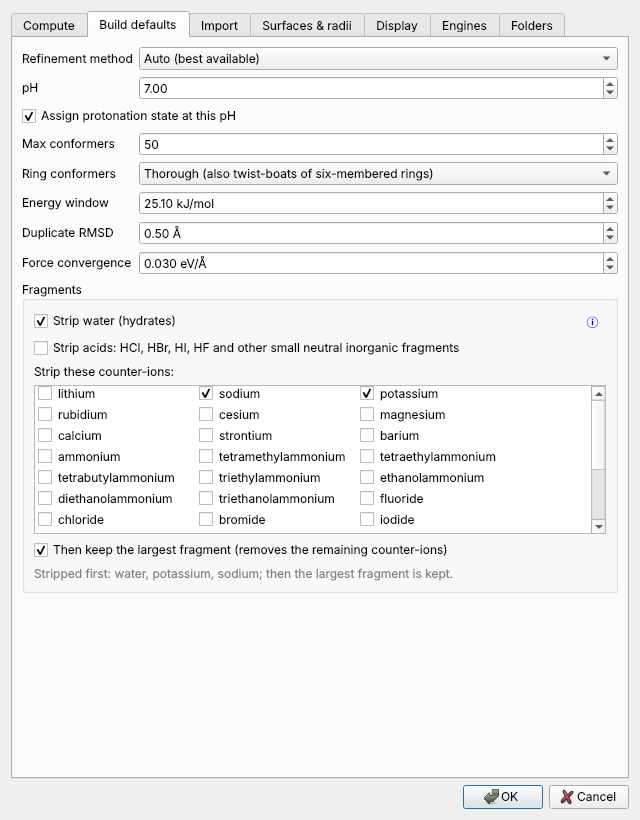 Compute Build defaults Import Surfaces & radii Display Engines Folders
Refinement method Auto (best available)
pH 7.00
Assign protonation state at this pH
Max conformers 50
Ring conformers Thorough (also twist-boats of six-membered rings)
Energy window 25.10 kJ/mol
Duplicate RMSD 0.50 Å
Force convergence 0.030 eV/Å
Fragments
Strip water (hydrates)
Strip acids: HCl, HBr, HI, HF and other small neutral inorganic fragments
Strip these counter-ions:
lithium sodium potassium
rubidium cesium magnesium
calcium strontium barium
ammonium tetramethylammonium tetraethylammonium
tetrabutylammonium triethylammonium ethanolammonium
diethanolammonium triethanolammonium fluoride
chloride bromide iodide
Then keep the largest fragment (removes the remaining counter-ions)
Stripped first: water, potassium, sodium; then the largest fragment is kept.
OK Cancel